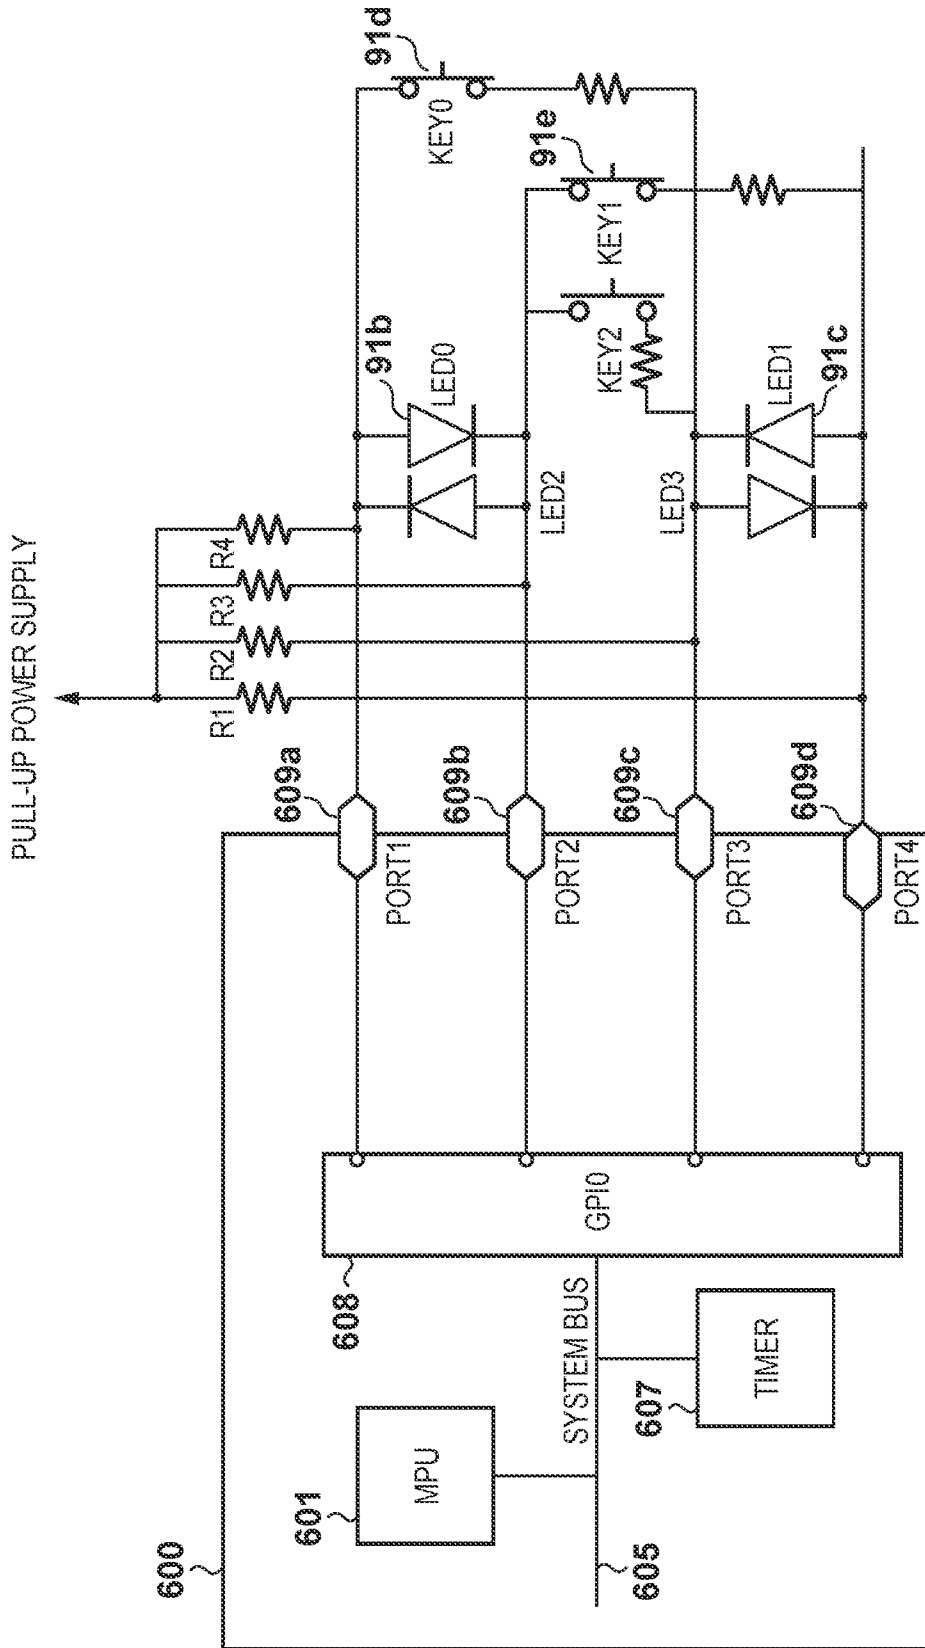 PULL-UP POWER SUPPLY
R1
R2
R3
R4
600
601
MPU
605
SYSTEM BUS
607
TIMER
608
GPIO
609a
PORT1
609b
PORT2
609c
PORT3
609d
PORT4
91b
LED0
LED2
LED3
LED1
91c
KEY0
91d
KEY1
91e
KEY2